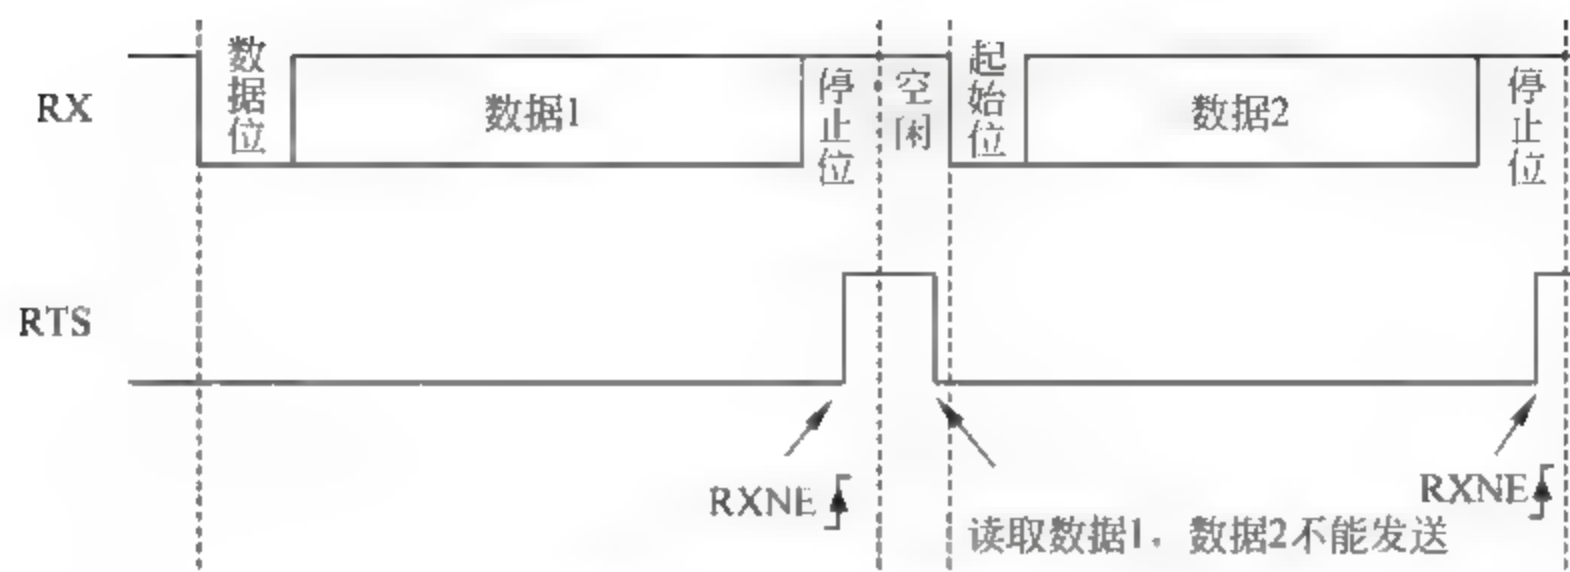 RX
数据位
数据1
停止位
空闲
起始位
数据2
停止位
RTS
RXNE
RXNE
读取数据1，数据2不能发送